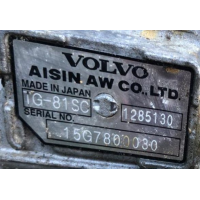 VOLVO
AISIN AW CO., LTD
MADE IN JAPAN
TG-81SC 1285130
SERIAL NO.
15G7800030